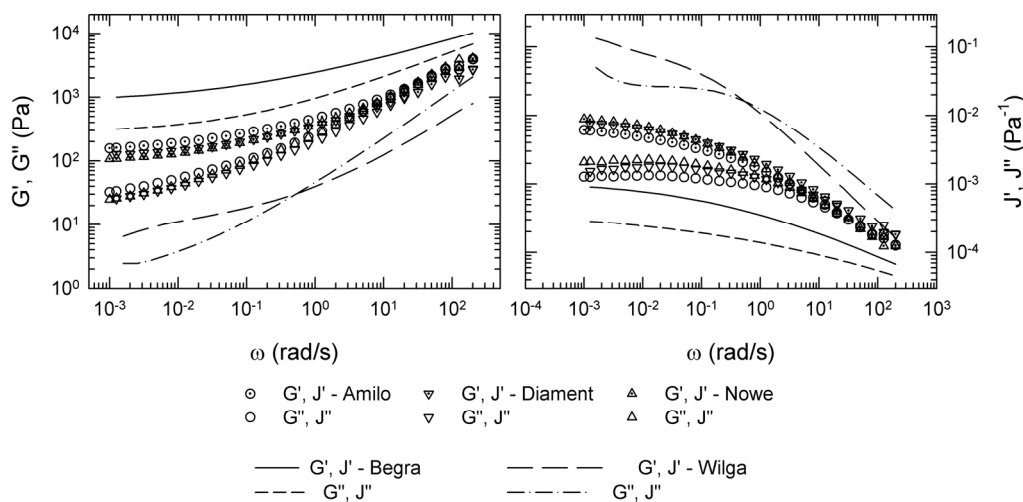 G', G" (Pa)
10⁴
10³
10²
10¹
10⁰
10⁻³ 10⁻² 10⁻¹ 10⁰ 10¹ 10² 10³
ω (rad/s)
J', J" (Pa⁻¹)
10⁻¹
10⁻²
10⁻³
10⁻⁴
10⁻⁴ 10⁻³ 10⁻² 10⁻¹ 10⁰ 10¹ 10² 10³
ω (rad/s)
G', J' - Amilo G', J' - Diament G', J' - Nowe
G", J" G", J" G", J"
G', J' - Begra G', J' - Wilga
G", J" G", J"